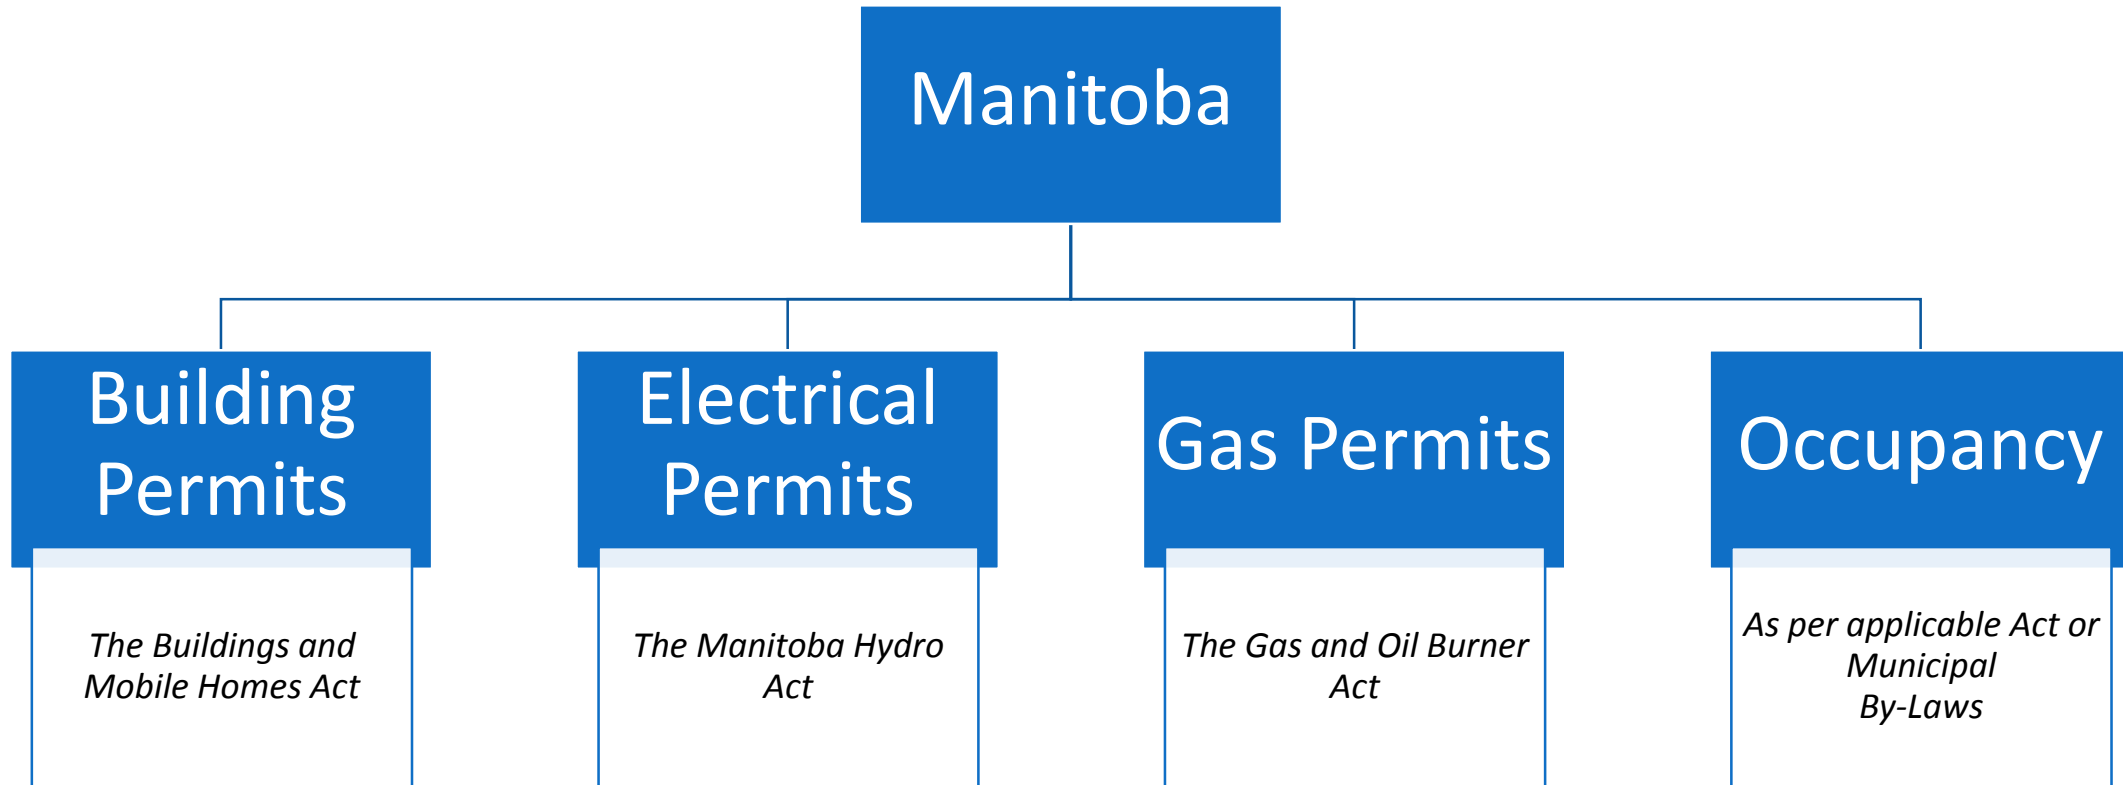 Manitoba
Building
Permits
The Buildings and
Mobile Homes Act
Electrical
Permits
The Manitoba Hydro
Act
Gas Permits
The Gas and Oil Burner
Act
Occupancy
As per applicable Act or
Municipal
By-Laws